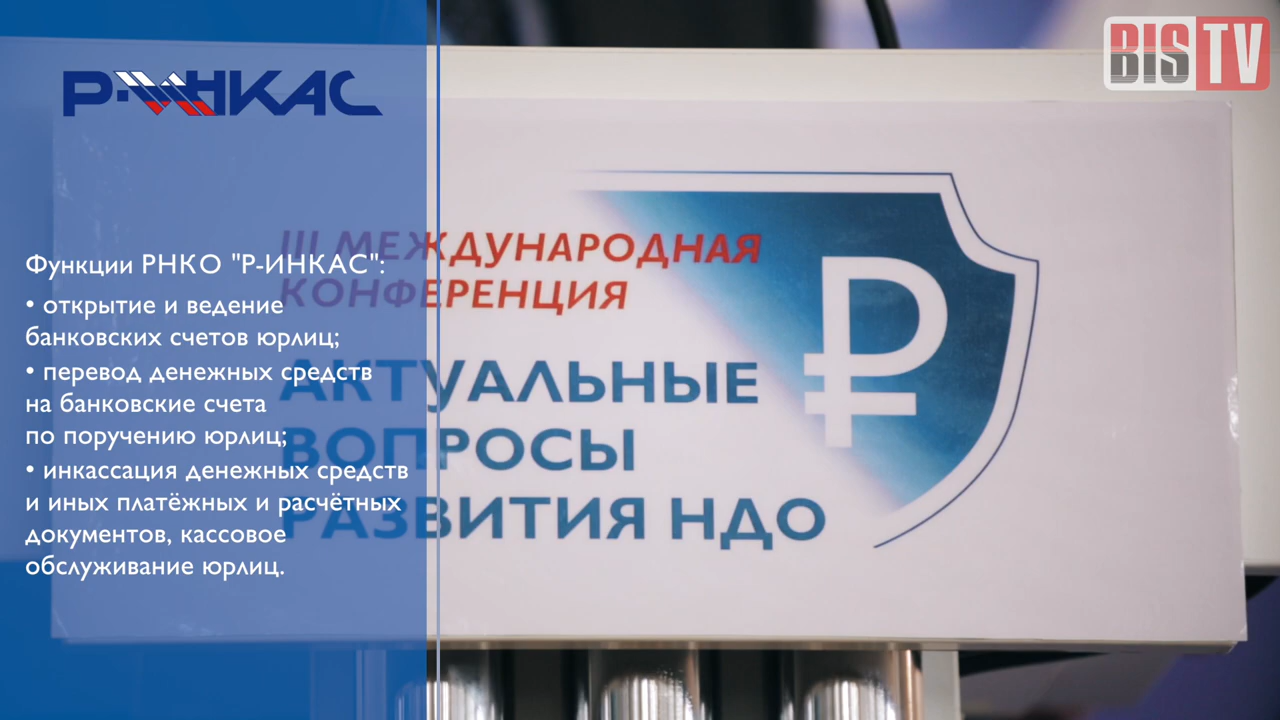 Р-ИНКАС
BIS TV
Функции РНКО "Р-ИНКАС":
• открытие и ведение
банковских счетов юрлиц;
• перевод денежных средств
на банковские счета
по поручению юрлиц;
• инкассация денежных средств
и иных платёжных и расчётных
документов, кассовое
обслуживание юрлиц.
III МЕЖДУНАРОДНАЯ
КОНФЕРЕНЦИЯ
АКТУАЛЬНЫЕ
ВОПРОСЫ
РАЗВИТИЯ НДО
₽